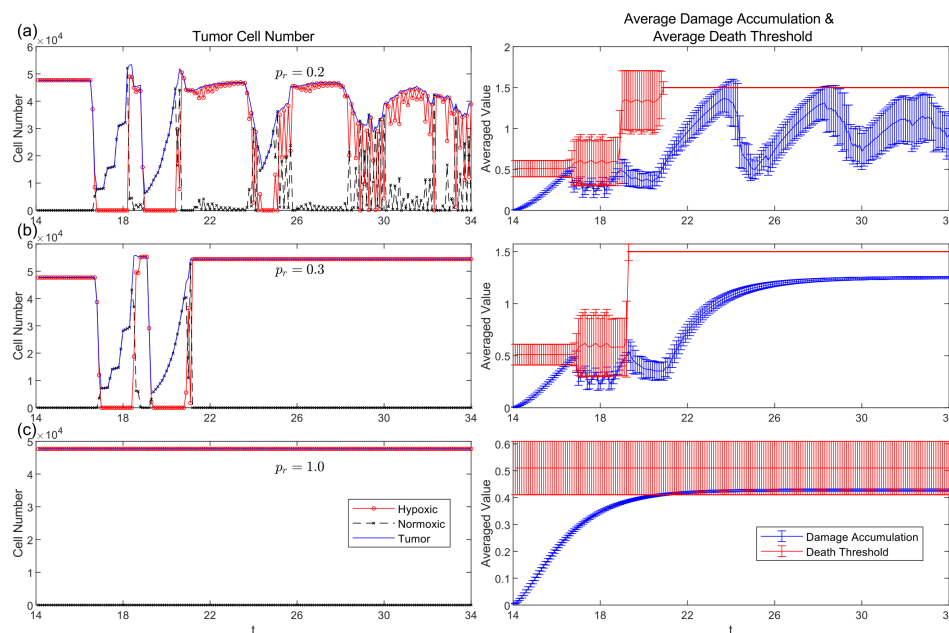 (a)
Tumor Cell Number
Average Damage Accumulation &
Average Death Threshold
×10⁴
6
5
4
3
2
1
0
Cell Number
p_r = 0.2
14 18 22 26 30 34
2
1.5
1
0.5
0
Averaged Value
14 18 22 26 30 34
(b)
×10⁴
5
4
3
2
1
0
Cell Number
p_r = 0.3
14 18 22 26 30 34
1.5
1
0.5
0
Averaged Value
14 18 22 26 30 34
(c)
×10⁴
5
4
3
2
1
0
Cell Number
p_r = 1.0
Hypoxic
Normoxic
Tumor
14 18 22 26 30 34
t
0.6
0.5
0.4
0.3
0.2
0.1
0
Averaged Value
Damage Accumulation
Death Threshold
14 18 22 26 30 34
t